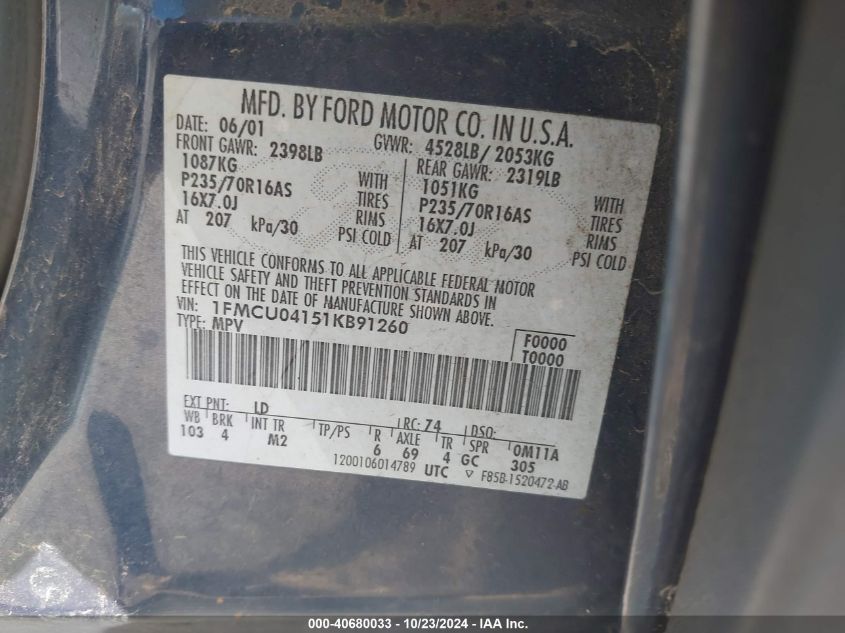 MFD. BY FORD MOTOR CO. IN U.S.A.
DATE: 06/01 GVWR: 4528LB/ 2053KG
FRONT GAWR: 2398LB REAR GAWR: 2319LB
1087KG WITH 1051KG WITH
P235/70R16AS TIRES P235/70R16AS TIRES
16X7.0J RIMS 16X7.0J RIMS
AT 207 kPa/30 PSI COLD AT 207 kPa/30 PSI COLD
THIS VEHICLE CONFORMS TO ALL APPLICABLE FEDERAL MOTOR
VEHICLE SAFETY AND THEFT PREVENTION STANDARDS IN
EFFECT ON THE DATE OF MANUFACTURE SHOWN ABOVE.
VIN: 1FMCU04151KB91260
TYPE: MPV
F0000
T0000
EXT PNT: LD RC: 74 DSO:
WB BRK INT TR TP/PS R AXLE TR SPR 0M11A
103 4 M2 6 69 4 GC 305
1200106014789 UTC ▽ F85B-1520472-AB
000-40680033 - 10/23/2024 - IAA Inc.